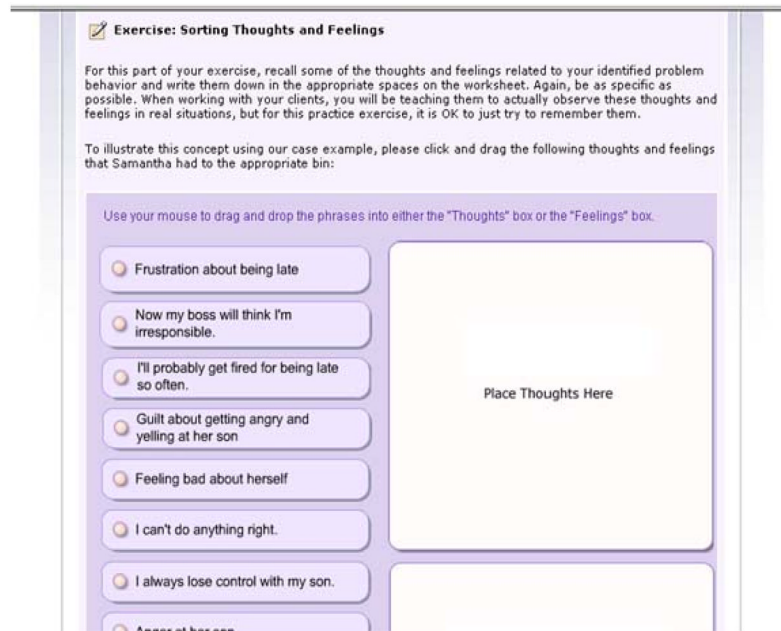 Exercise: Sorting Thoughts and Feelings
For this part of your exercise, recall some of the thoughts and feelings related to your identified problem
behavior and write them down in the appropriate spaces on the worksheet. Again, be as specific as
possible. When working with your clients, you will be teaching them to actually observe these thoughts and
feelings in real situations, but for this practice exercise, it is OK to just try to remember them.
To illustrate this concept using our case example, please click and drag the following thoughts and feelings
that Samantha had to the appropriate bin:
Use your mouse to drag and drop the phrases into either the "Thoughts" box or the "Feelings" box.
Frustration about being late
Now my boss will think I'm
irresponsible.
I'll probably get fired for being late
so often.
Guilt about getting angry and
yelling at her son
Feeling bad about herself
I can't do anything right.
I always lose control with my son.
Anger at her son
Place Thoughts Here